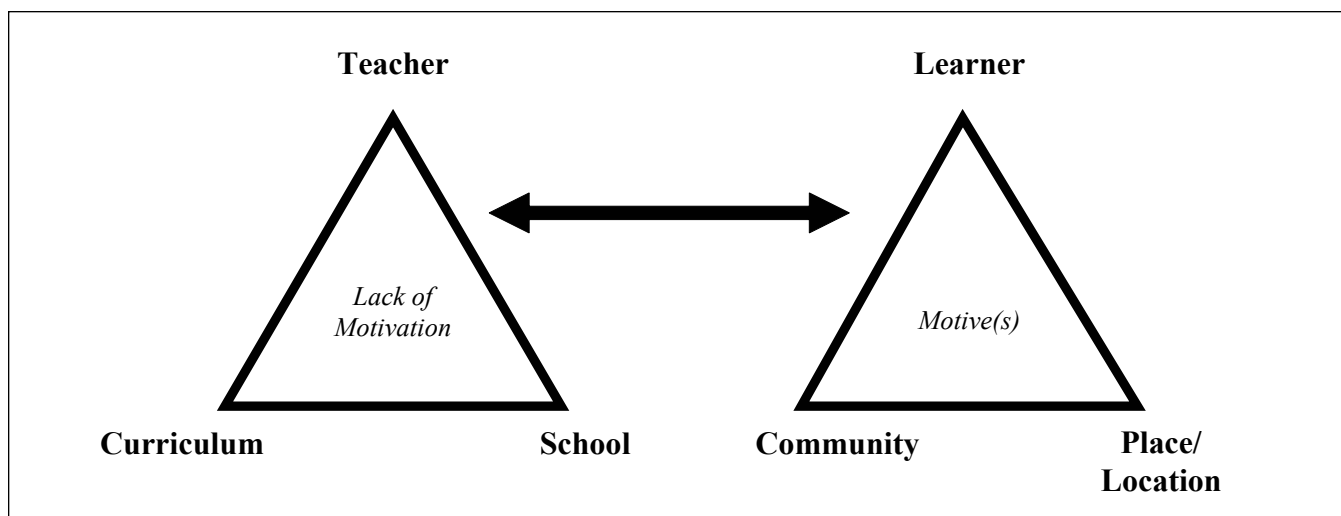 Teacher
Learner
Lack of
Motivation
Motive(s)
Curriculum
School
Community
Place/
Location